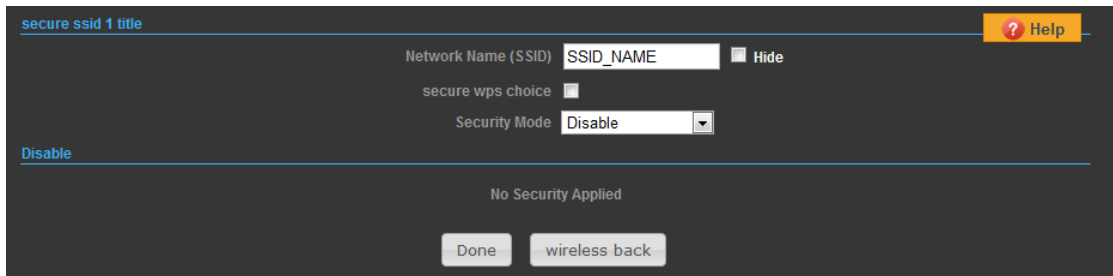 secure ssid 1 title
Help
Network Name (SSID) SSID_NAME Hide
secure wps choice
Security Mode Disable
Disable
No Security Applied
Done wireless back